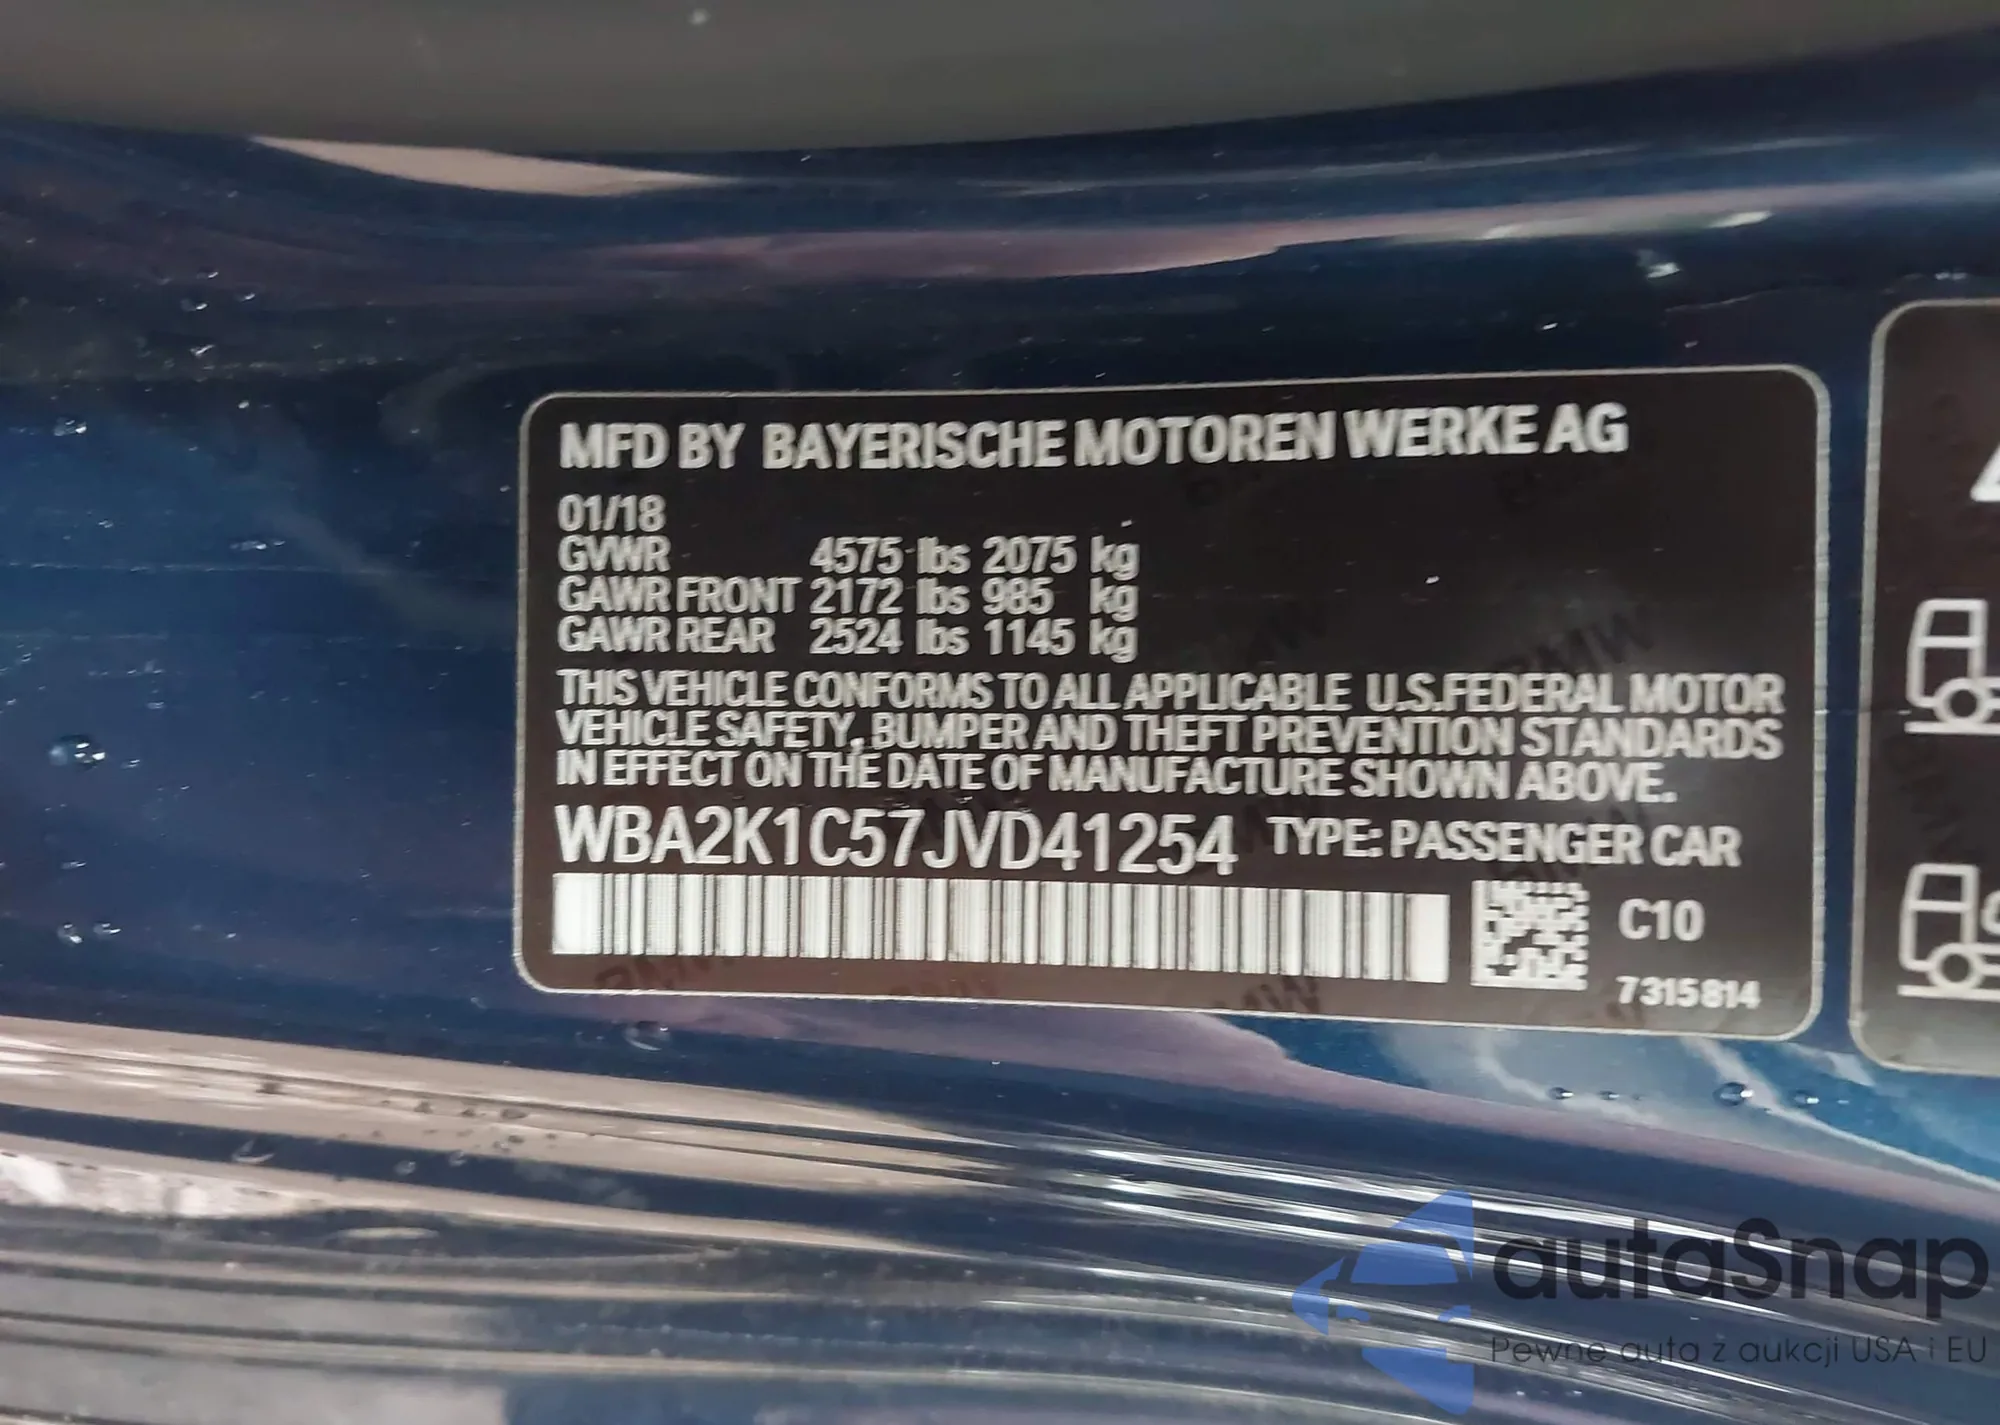 MFD BY BAYERISCHE MOTOREN WERKE AG
01/18
GVWR 4575 lbs 2075 kg
GAWR FRONT 2172 lbs 985 kg
GAWR REAR 2524 lbs 1145 kg
THIS VEHICLE CONFORMS TO ALL APPLICABLE U.S.FEDERAL MOTOR
VEHICLE SAFETY, BUMPER AND THEFT PREVENTION STANDARDS
IN EFFECT ON THE DATE OF MANUFACTURE SHOWN ABOVE.
WBA2K1C57JVD41254 TYPE: PASSENGER CAR
C10
7315814
autaSnap
Pewne auta z aukcji USA i EU